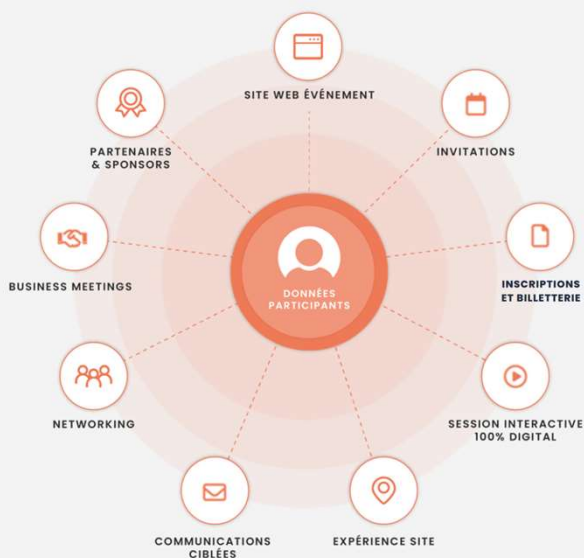 SITE WEB ÉVÉNEMENT
PARTENAIRES
& SPONSORS
INVITATIONS
BUSINESS MEETINGS
DONNÉES
PARTICIPANTS
INSCRIPTIONS
ET BILLETTERIE
NETWORKING
SESSION INTERACTIVE
100% DIGITAL
COMMUNICATIONS
CIBLÉES
EXPÉRIENCE SITE